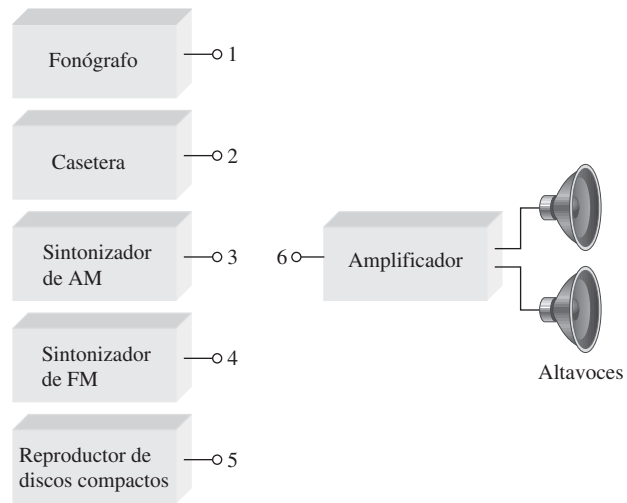 Fonógrafo
1
Casetera
2
Sintonizador
de AM
3
6
Amplificador
Sintonizador
de FM
4
Altavoces
Reproductor de
discos compactos
5